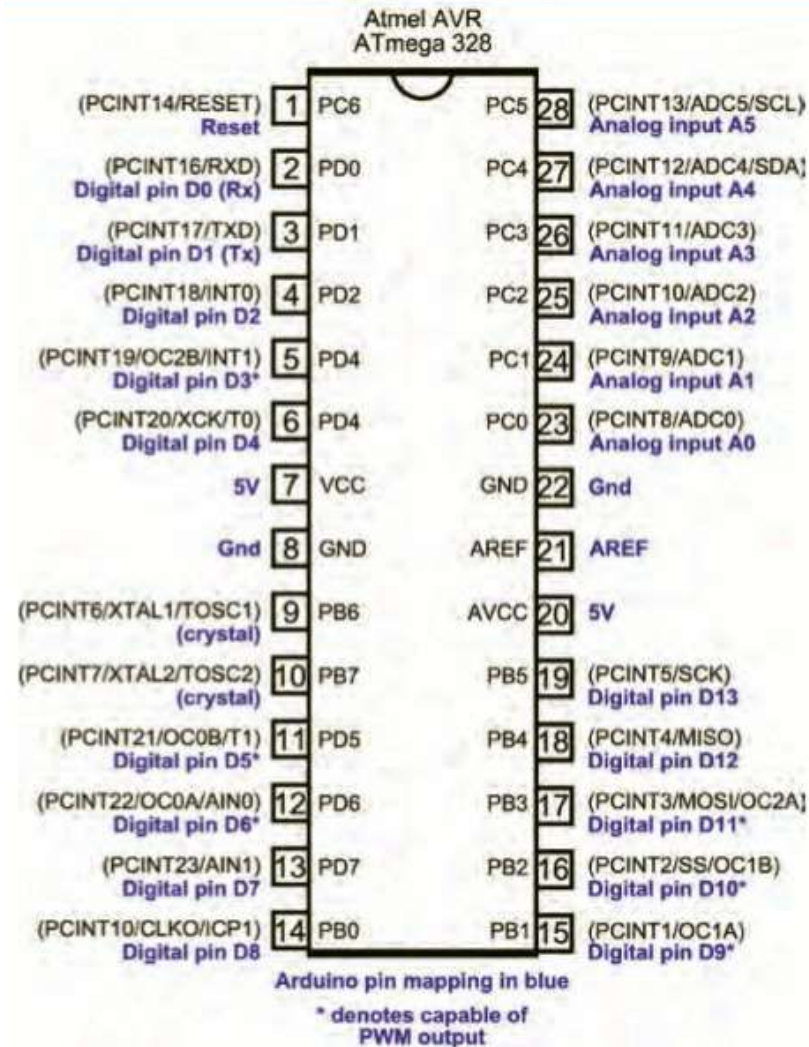 Atmel AVR
ATmega 328
(PCINT14/RESET) 1 PC6
Reset
(PCINT16/RXD) 2 PD0
Digital pin D0 (Rx)
(PCINT17/TXD) 3 PD1
Digital pin D1 (Tx)
(PCINT18/INT0) 4 PD2
Digital pin D2
(PCINT19/OC2B/INT1) 5 PD4
Digital pin D3*
(PCINT20/XCK/T0) 6 PD4
Digital pin D4
5V 7 VCC
Gnd 8 GND
(PCINT6/XTAL1/TOSC1) 9 PB6
(crystal)
(PCINT7/XTAL2/TOSC2) 10 PB7
(crystal)
(PCINT21/OC0B/T1) 11 PD5
Digital pin D5*
(PCINT22/OC0A/AIN0) 12 PD6
Digital pin D6*
(PCINT23/AIN1) 13 PD7
Digital pin D7
(PCINT10/CLKO/ICP1) 14 PB0
Digital pin D8
PC5 28 (PCINT13/ADC5/SCL)
Analog input A5
PC4 27 (PCINT12/ADC4/SDA)
Analog input A4
PC3 26 (PCINT11/ADC3)
Analog input A3
PC2 25 (PCINT10/ADC2)
Analog input A2
PC1 24 (PCINT9/ADC1)
Analog input A1
PC0 23 (PCINT8/ADC0)
Analog input A0
GND 22 Gnd
AREF 21 AREF
AVCC 20 5V
PB5 19 (PCINT5/SCK)
Digital pin D13
PB4 18 (PCINT4/MISO)
Digital pin D12
PB3 17 (PCINT3/MOSI/OC2A)
Digital pin D11*
PB2 16 (PCINT2/SS/OC1B)
Digital pin D10*
PB1 15 (PCINT1/OC1A)
Digital pin D9*
Arduino pin mapping in blue
* denotes capable of
PWM output